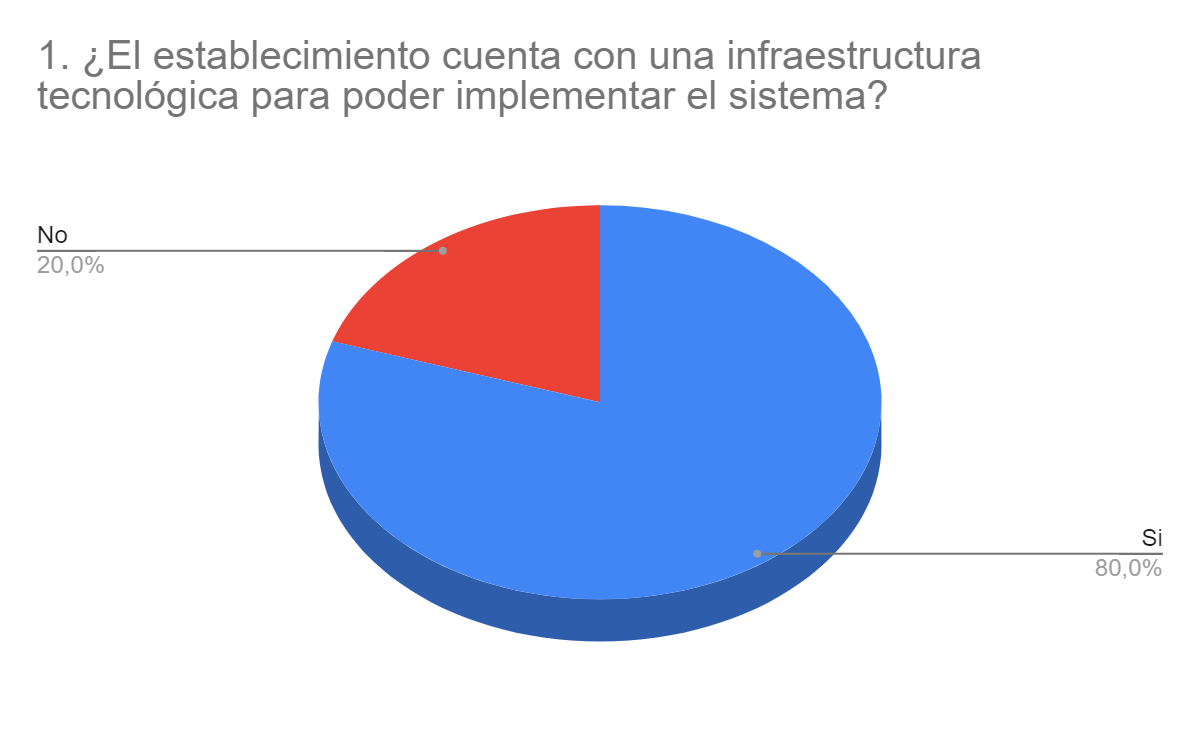 1. ¿El establecimiento cuenta con una infraestructura
tecnológica para poder implementar el sistema?
No
20,0%
Si
80,0%